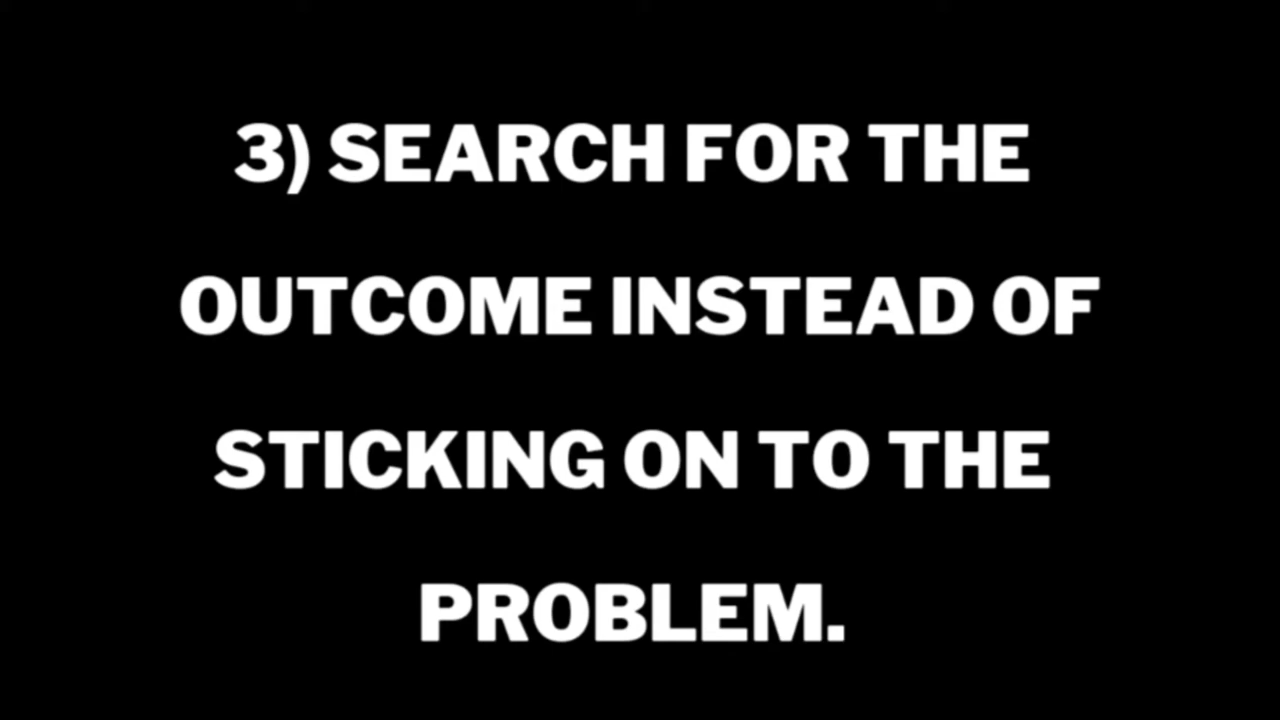 3) SEARCH FOR THE
OUTCOME INSTEAD OF
STICKING ON TO THE
PROBLEM.